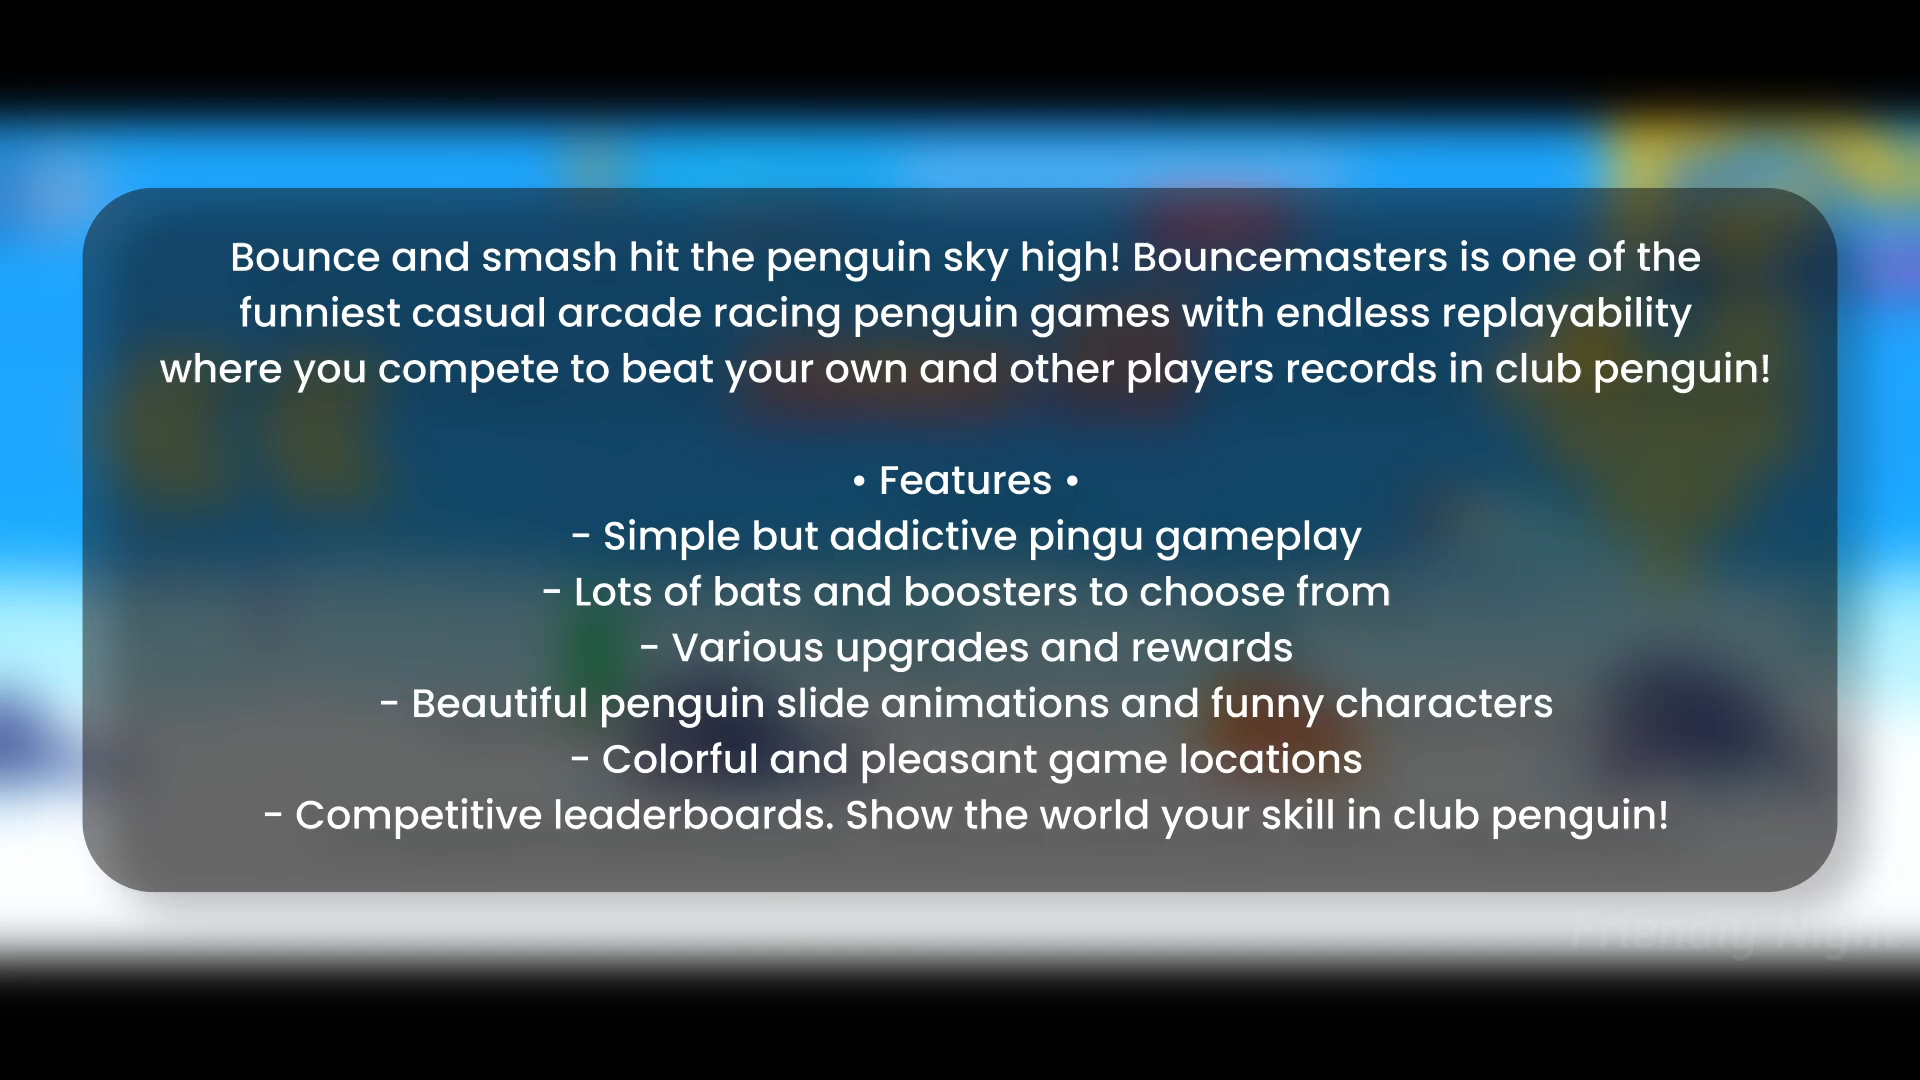 Bounce and smash hit the penguin sky high! Bouncemasters is one of the
funniest casual arcade racing penguin games with endless replayability
where you compete to beat your own and other players records in club penguin!
• Features •
- Simple but addictive pingu gameplay
- Lots of bats and boosters to choose from
- Various upgrades and rewards
- Beautiful penguin slide animations and funny characters
- Colorful and pleasant game locations
- Competitive leaderboards. Show the world your skill in club penguin!
Friendly Night